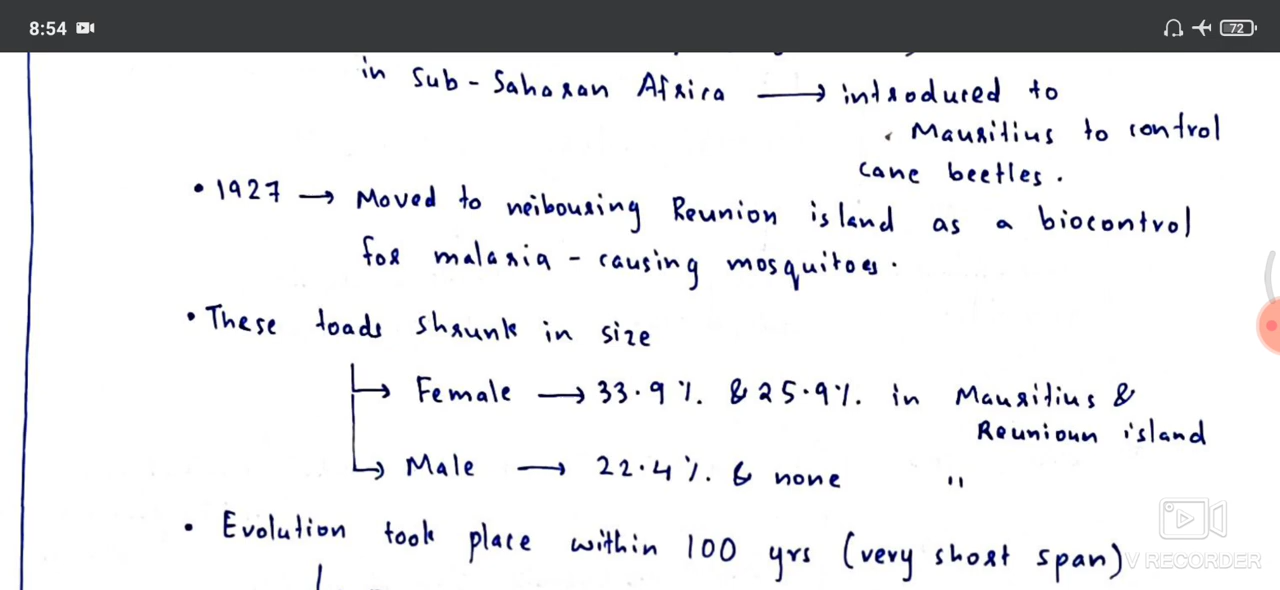 8:54
72
in Sub-Saharan Africa → introduced to
Mauritius to control
cane beetles.
• 1927 → Moved to neibouring Reunion island as a biocontrol
for malaria-causing mosquitoes.
• These toads shrunk in size
→ Female → 33.9%. & 25.9%. in Mauritius &
Reunioun island
→ Male → 22.4%. & none "
• Evolution took place within 100 yrs (very short span)
V RECORDER